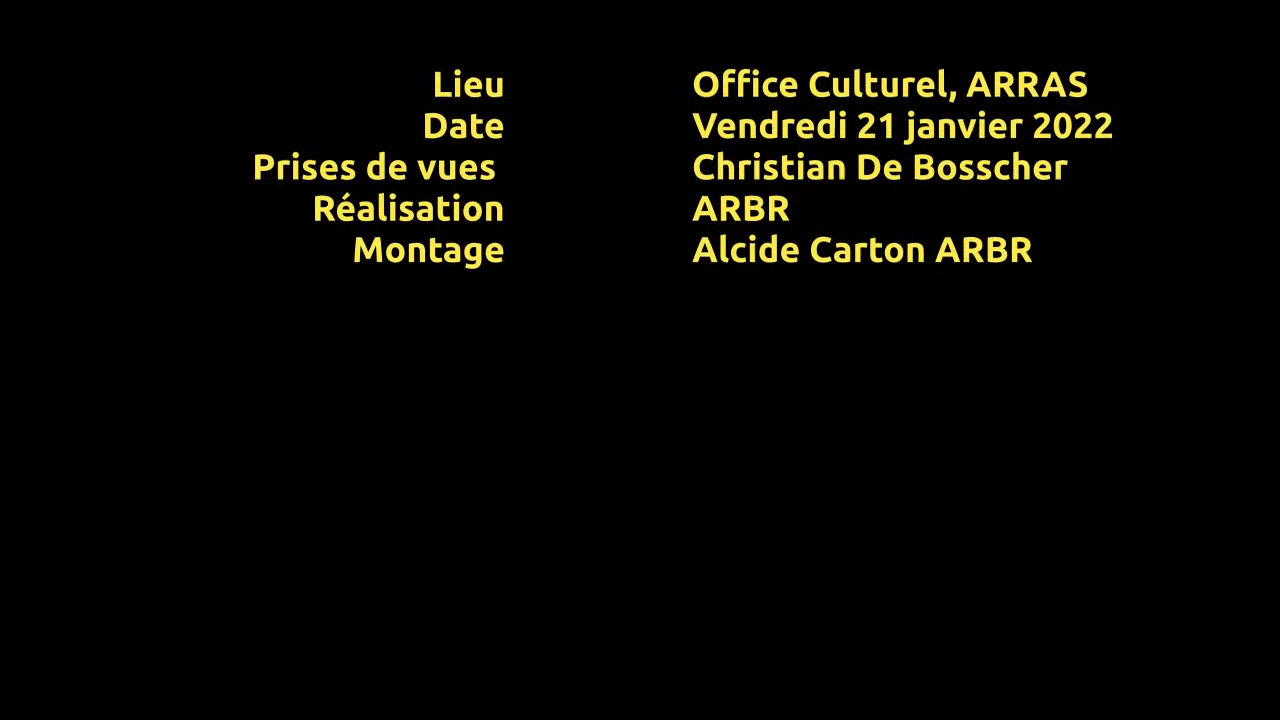 Lieu Office Culturel, ARRAS
Date Vendredi 21 janvier 2022
Prises de vues Christian De Bosscher
Réalisation ARBR
Montage Alcide Carton ARBR